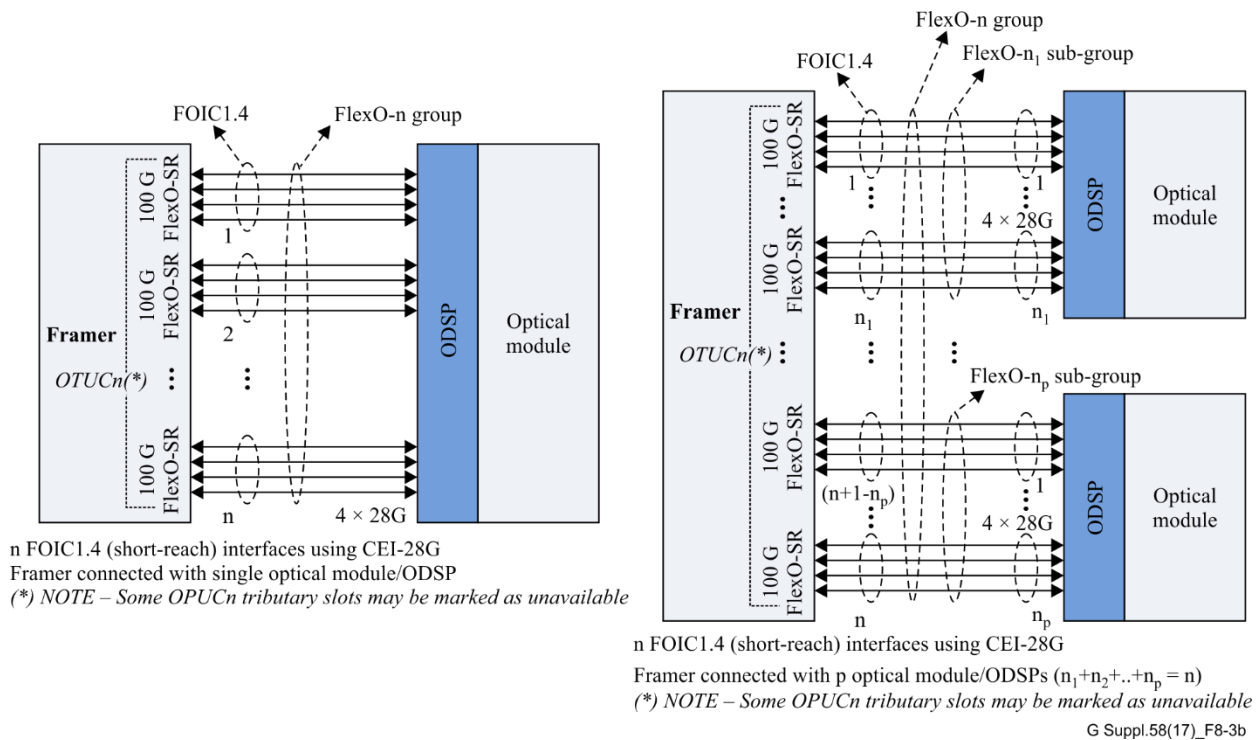 FOIC1.4
FlexO-n group
100 G
FlexO-SR
1
100 G
FlexO-SR
2
Framer
OTUCn(*)
ODSP
Optical
module
100 G
FlexO-SR
n
4 × 28G
n FOIC1.4 (short-reach) interfaces using CEI-28G
Framer connected with single optical module/ODSP
(*) NOTE – Some OPUCn tributary slots may be marked as unavailable
FlexO-n group
FlexO-n₁ sub-group
FOIC1.4
100 G
FlexO-SR
1
1
4 × 28G
ODSP
Optical
module
100 G
FlexO-SR
n₁
n₁
Framer
OTUCn(*)
FlexO-nₚ sub-group
100 G
FlexO-SR
(n+1-nₚ)
1
4 × 28G
ODSP
Optical
module
100 G
FlexO-SR
n
nₚ
n FOIC1.4 (short-reach) interfaces using CEI-28G
Framer connected with p optical module/ODSPs (n₁+n₂+..+nₚ = n)
(*) NOTE – Some OPUCn tributary slots may be marked as unavailable
G Suppl.58(17)_F8-3b